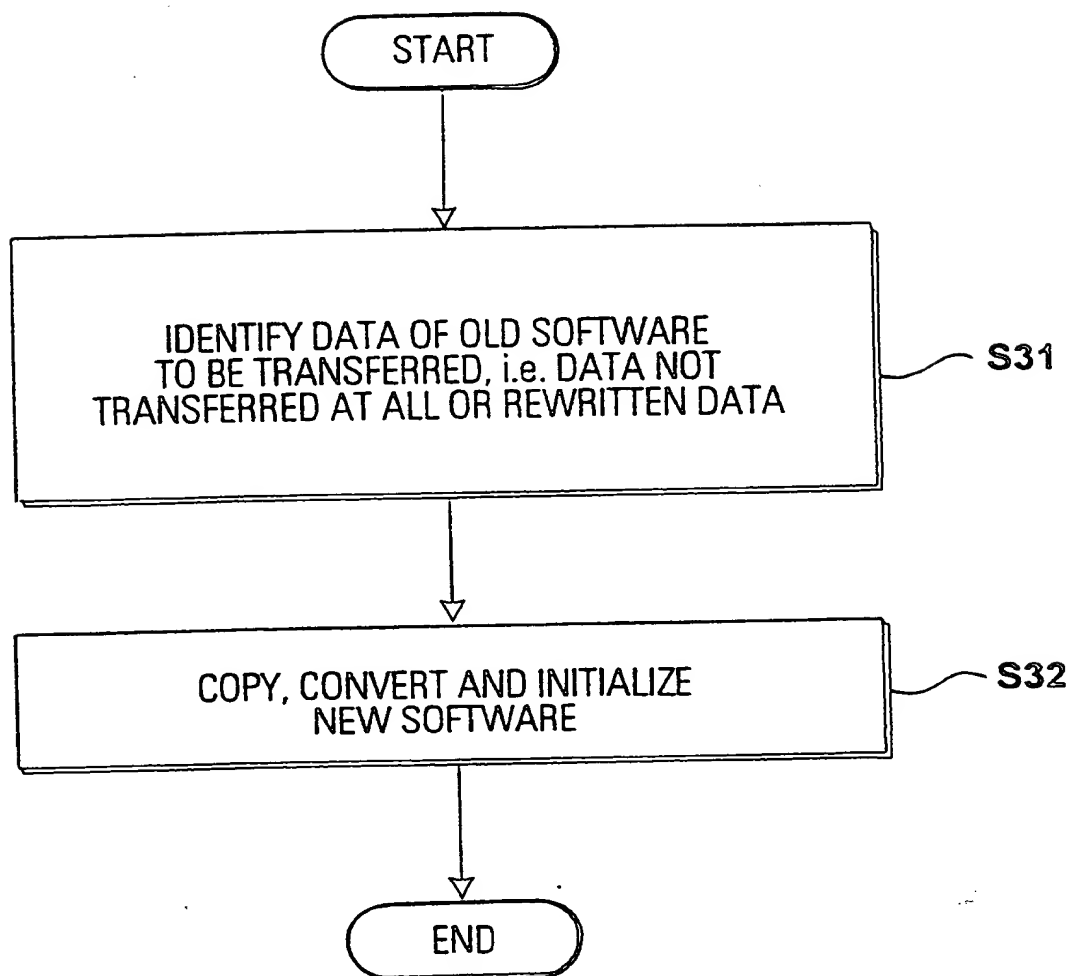 START
IDENTIFY DATA OF OLD SOFTWARE
TO BE TRANSFERRED, i.e. DATA NOT
TRANSFERRED AT ALL OR REWRITTEN DATA
S31
COPY, CONVERT AND INITIALIZE
NEW SOFTWARE
S32
END